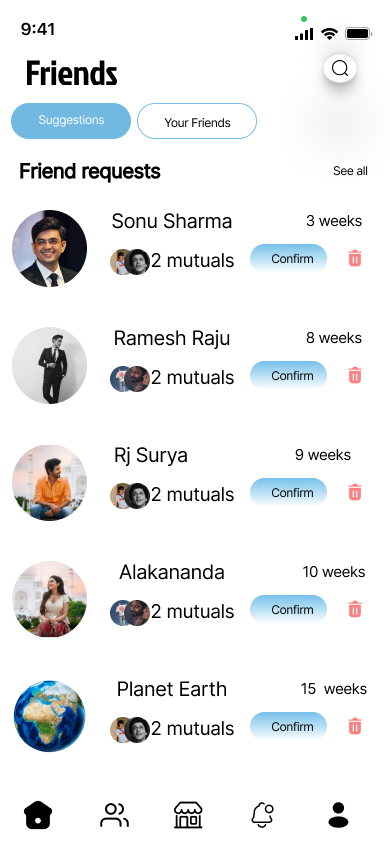 9:41
Friends
Suggestions Your Friends
Friend requests See all
Sonu Sharma 3 weeks
2 mutuals Confirm
Ramesh Raju 8 weeks
2 mutuals Confirm
Rj Surya 9 weeks
2 mutuals Confirm
Alakananda 10 weeks
2 mutuals Confirm
Planet Earth 15 weeks
2 mutuals Confirm